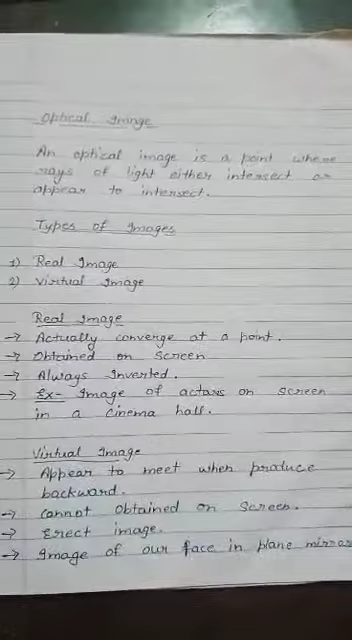 Optical Image
An optical image is a point where
rays of light either intersect or
appear to intersect.
Types of Images
1) Real Image
2) Virtual Image
Real Image
→ Actually converge at a point.
→ Obtained on screen
→ Always Inverted.
→ Ex- Image of actors on screen
in a cinema hall.
Virtual Image
→ Appear to meet when produce
backward.
→ cannot obtained on screen.
→ Erect image.
→ Image of our face in plane mirror